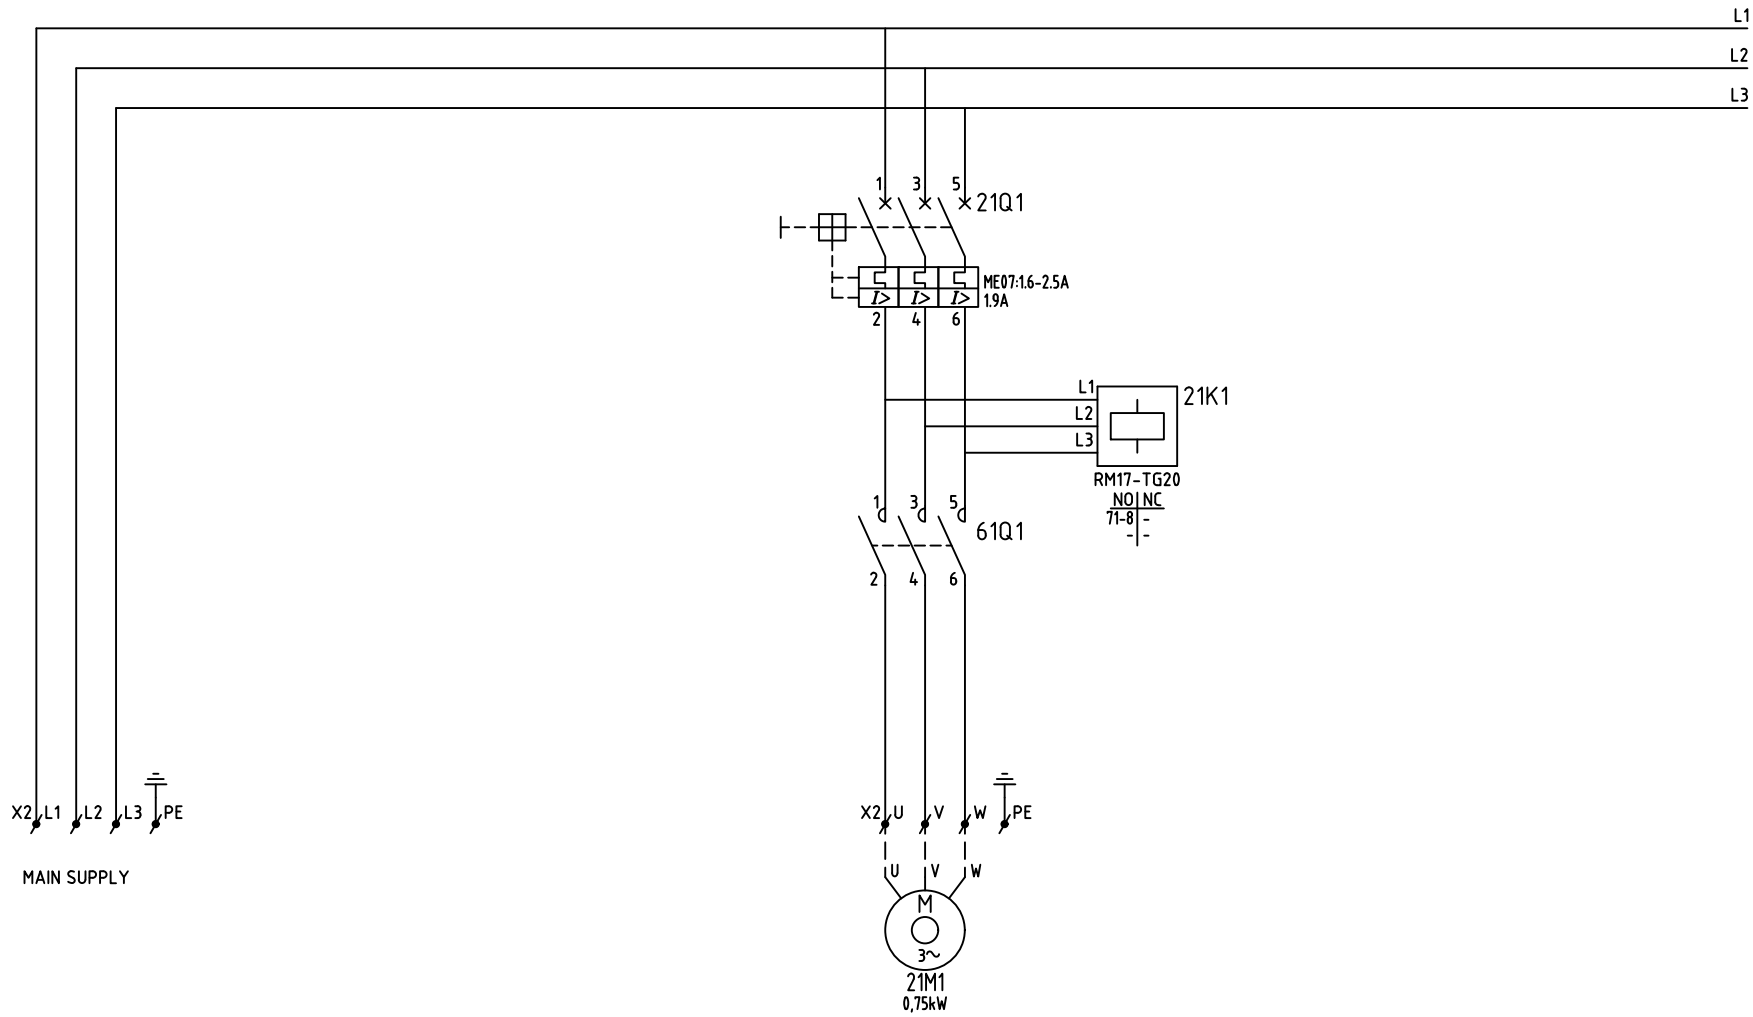 L1
L2
L3
1 3 5 21Q1
ME07:1.6-2.5A
I> I> I> 1.9A
2 4 6
L1 21K1
L2
L3
RM17-TG20
NO NC
71-8 -
- -
1 3 5 61Q1
2 4 6
X2 L1 L2 L3 PE X2 U V W PE
U V W
MAIN SUPPLY
M
3~
21M1
0,75kW